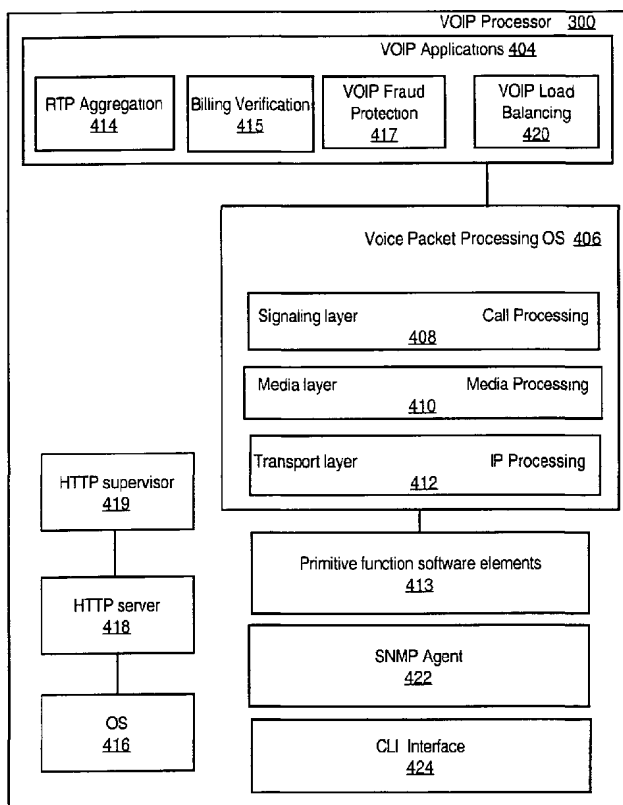 VOIP Processor 300
VOIP Applications 404
RTP Aggregation
414
Billing Verification
415
VOIP Fraud
Protection
417
VOIP Load
Balancing
420
Voice Packet Processing OS 406
Signaling layer Call Processing
408
Media layer Media Processing
410
Transport layer IP Processing
412
HTTP supervisor
419
Primitive function software elements
413
HTTP server
418
SNMP Agent
422
OS
416
CLI Interface
424